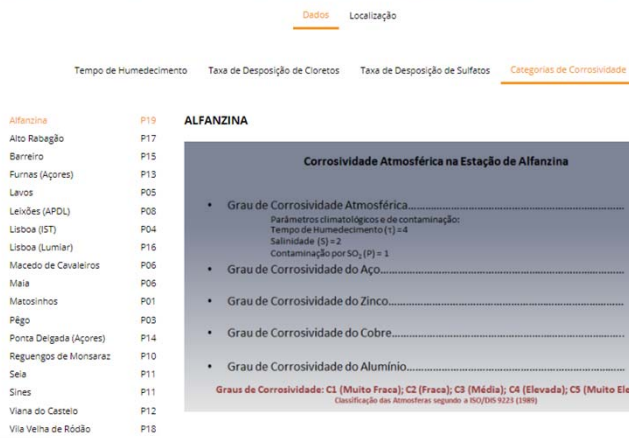 Dados Localização
Tempo de Humedecimento Taxa de Desposição de Cloretos Taxa de Desposição de Sulfatos Categorias de Corrosividade
Alfanzina P19
Alto Rabagão P17
Barreiro P15
Furnas (Açores) P13
Lavos P05
Leixões (APDL) P08
Lisboa (IST) P04
Lisboa (Lumiar) P16
Macedo de Cavaleiros P06
Maia P06
Matosinhos P01
Pêgo P03
Ponta Delgada (Açores) P14
Reguengos de Monsaraz P10
Seia P11
Sines P11
Viana do Castelo P12
Vila Velha de Ródão P18
ALFANZINA
Corrosividade Atmosférica na Estação de Alfanzina
• Grau de Corrosividade Atmosférica
Parâmetros climatológicos e de contaminação:
Tempo de Humedecimento (τ) = 4
Salinidade (S) = 2
Contaminação por SO₂ (P) = 1
• Grau de Corrosividade do Aço
• Grau de Corrosividade do Zinco
• Grau de Corrosividade do Cobre
• Grau de Corrosividade do Alumínio
Graus de Corrosividade: C1 (Muito Fraca); C2 (Fraca); C3 (Média); C4 (Elevada); C5 (Muito Ele
Classificação das Atmosferas segundo a ISO/DIS 9223 (1989)